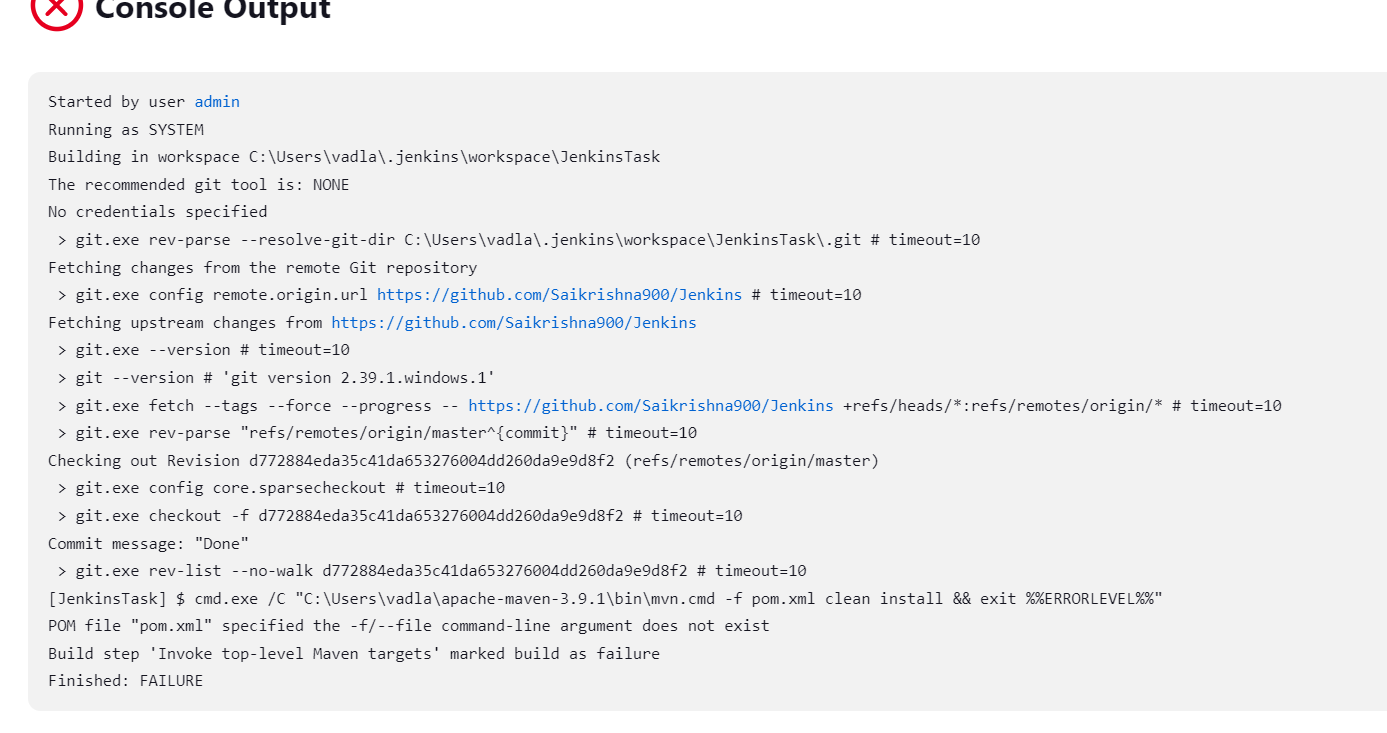 Console Output
Started by user admin
Running as SYSTEM
Building in workspace C:\Users\vadla\.jenkins\workspace\JenkinsTask
The recommended git tool is: NONE
No credentials specified
> git.exe rev-parse --resolve-git-dir C:\Users\vadla\.jenkins\workspace\JenkinsTask\.git # timeout=10
Fetching changes from the remote Git repository
> git.exe config remote.origin.url https://github.com/Saikrishna900/Jenkins # timeout=10
Fetching upstream changes from https://github.com/Saikrishna900/Jenkins
> git.exe --version # timeout=10
> git --version # 'git version 2.39.1.windows.1'
> git.exe fetch --tags --force --progress -- https://github.com/Saikrishna900/Jenkins +refs/heads/*:refs/remotes/origin/* # timeout=10
> git.exe rev-parse "refs/remotes/origin/master^{commit}" # timeout=10
Checking out Revision d772884eda35c41da653276004dd260da9e9d8f2 (refs/remotes/origin/master)
> git.exe config core.sparsecheckout # timeout=10
> git.exe checkout -f d772884eda35c41da653276004dd260da9e9d8f2 # timeout=10
Commit message: "Done"
> git.exe rev-list --no-walk d772884eda35c41da653276004dd260da9e9d8f2 # timeout=10
[JenkinsTask] $ cmd.exe /C "C:\Users\vadla\apache-maven-3.9.1\bin\mvn.cmd -f pom.xml clean install && exit %%ERRORLEVEL%%"
POM file "pom.xml" specified the -f/--file command-line argument does not exist
Build step 'Invoke top-level Maven targets' marked build as failure
Finished: FAILURE